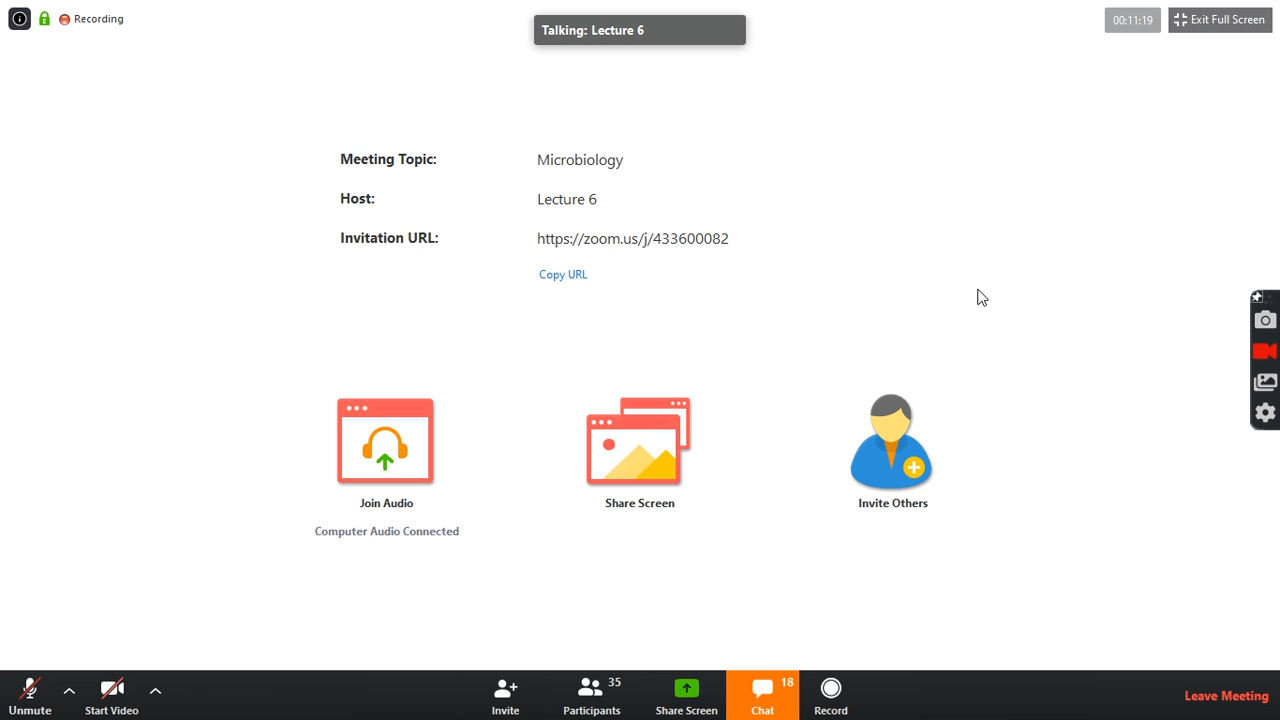 Recording
Talking: Lecture 6
00:11:19
Exit Full Screen
Meeting Topic: Microbiology
Host: Lecture 6
Invitation URL: https://zoom.us/j/433600082
Copy URL
Join Audio
Share Screen
Invite Others
Computer Audio Connected
Unmute
Start Video
Invite
35
Participants
Share Screen
18
Chat
Record
Leave Meeting